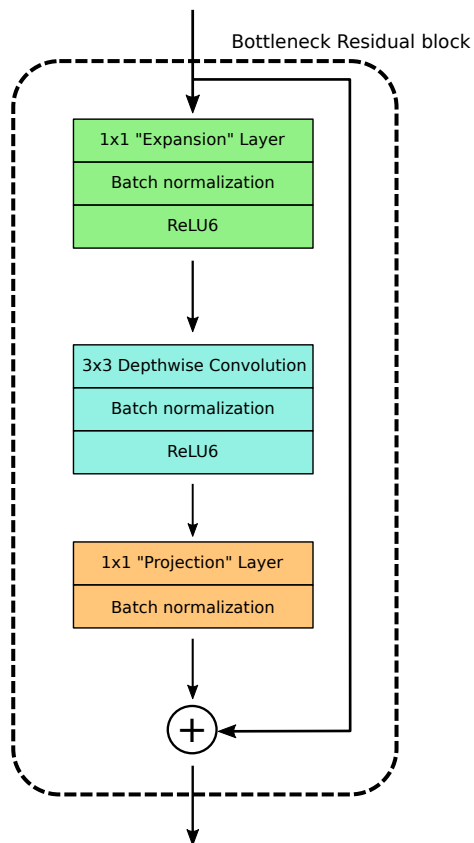 Bottleneck Residual block
1x1 "Expansion" Layer
Batch normalization
ReLU6
3x3 Depthwise Convolution
Batch normalization
ReLU6
1x1 "Projection" Layer
Batch normalization
+